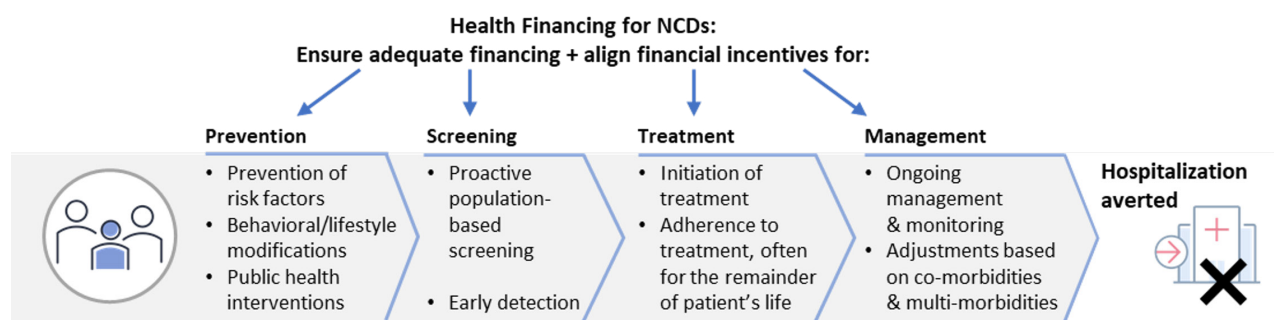 Health Financing for NCDs:
Ensure adequate financing + align financial incentives for:
Prevention
• Prevention of
risk factors
• Behavioral/lifestyle
modifications
• Public health
interventions
Screening
• Proactive
population-
based
screening
• Early detection
Treatment
• Initiation of
treatment
• Adherence to
treatment, often
for the remainder
of patient's life
Management
• Ongoing
management
& monitoring
• Adjustments based
on co-morbidities
& multi-morbidities
Hospitalization
averted